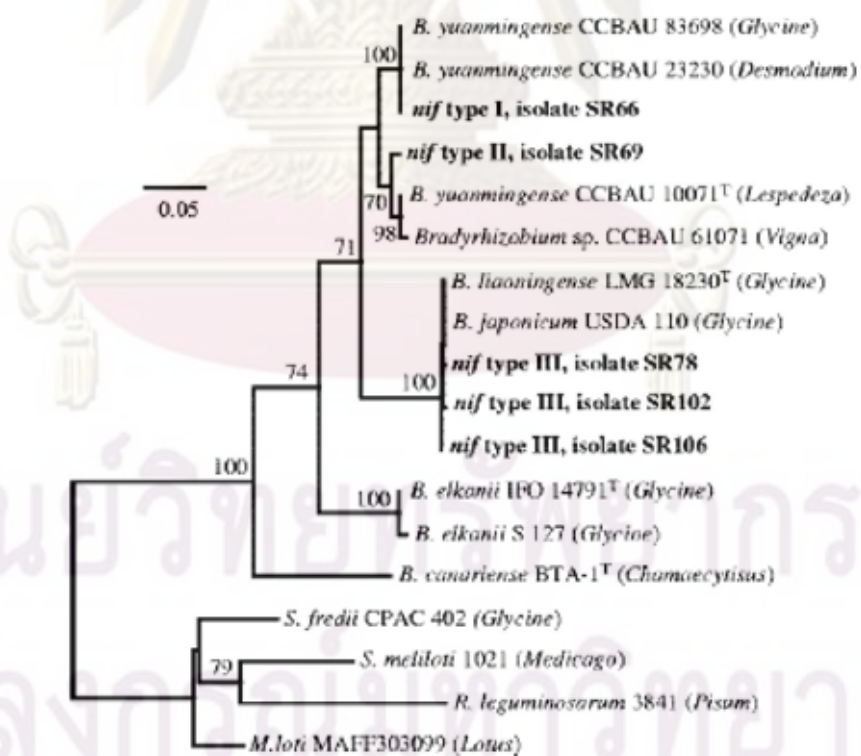 B. yuanmingense CCBAU 83698 (Glycine)
100
B. yuanmingense CCBAU 23230 (Desmodium)
nif type I, isolate SR66
nif type II, isolate SR69
0.05
70
B. yuanmingense CCBAU 10071T (Lespedeza)
98
Bradyrhizobium sp. CCBAU 61071 (Vigna)
71
B. liaoningense LMG 18230T (Glycine)
B. japonicum USDA 110 (Glycine)
nif type III, isolate SR78
74
100
nif type III, isolate SR102
nif type III, isolate SR106
100
100
B. elkanii IFO 14791T (Glycine)
B. elkanii S 127 (Glycine)
B. canariense BTA-1T (Chamaecytisus)
S. fredii CPAC 402 (Glycine)
79
S. meliloti 1021 (Medicago)
R. leguminosarum 3841 (Pisum)
M.loti MAFF303099 (Lotus)